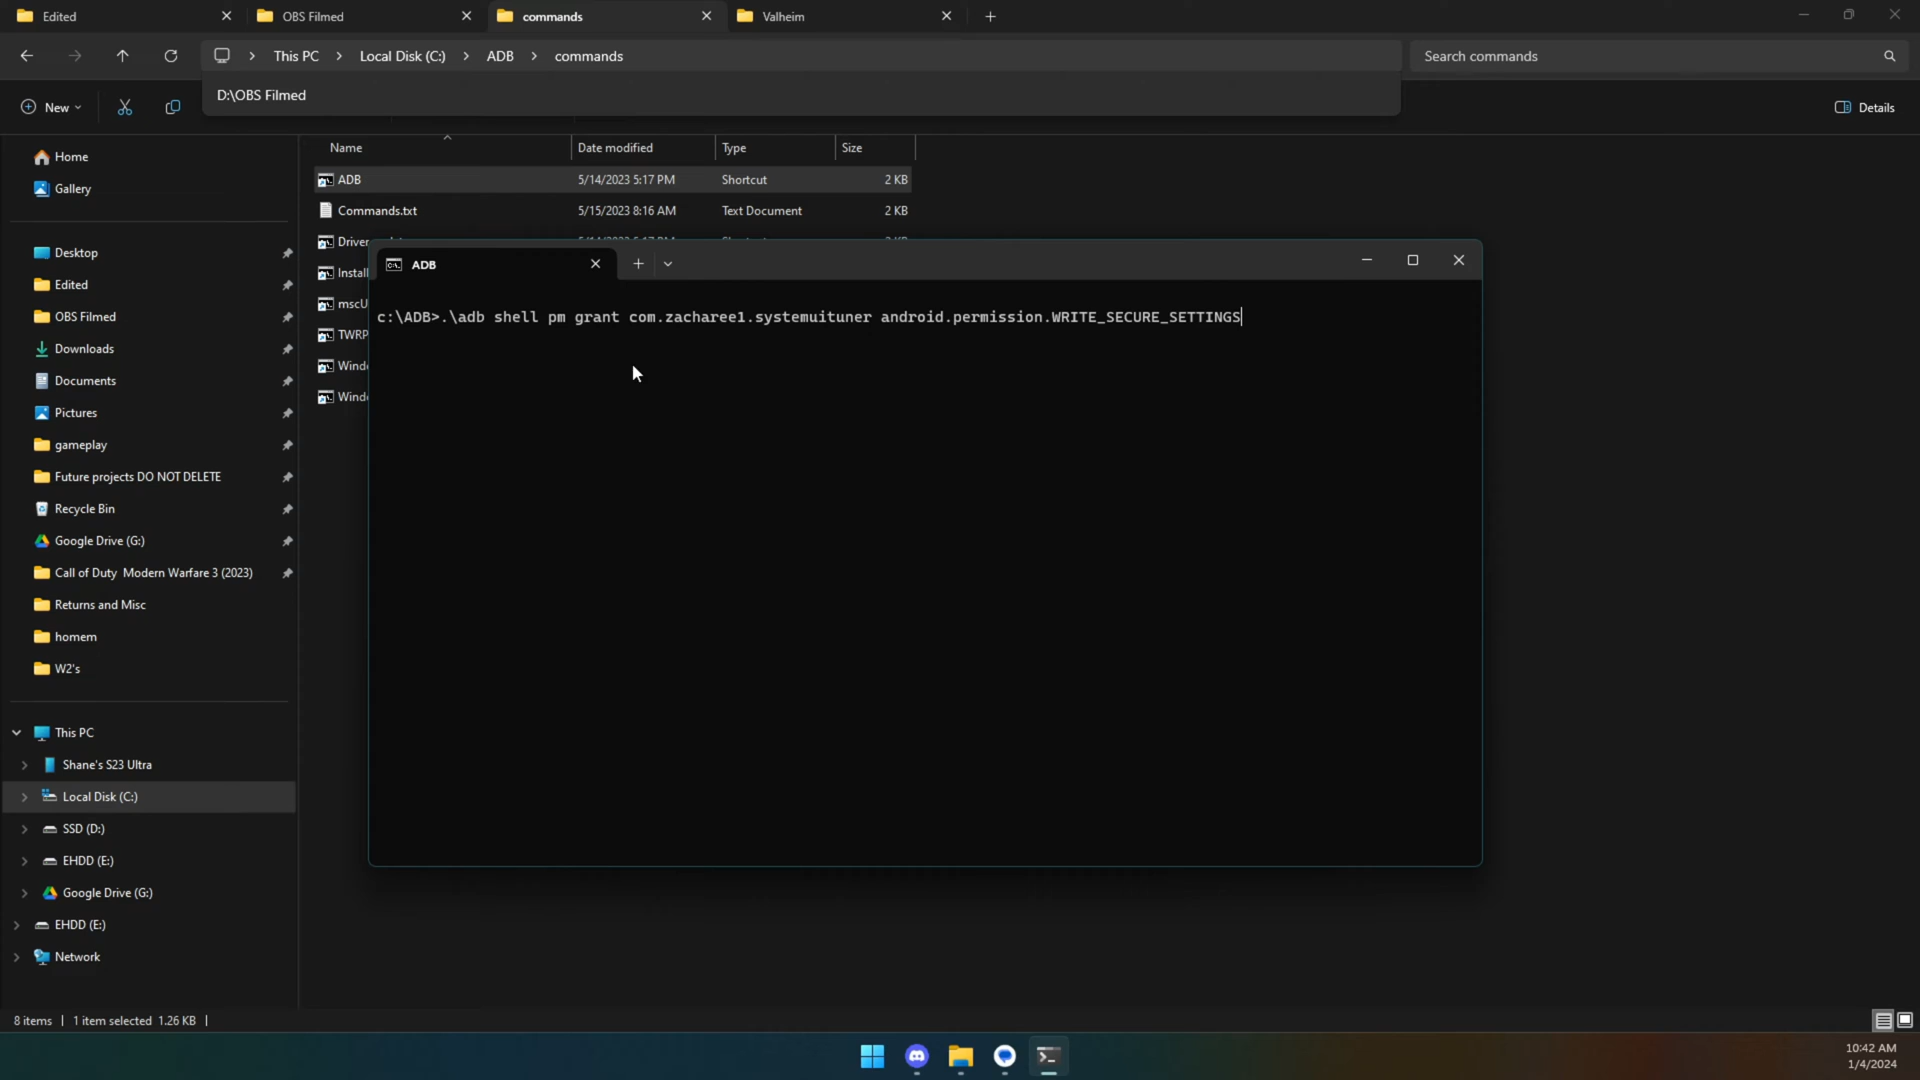 Edited
OBS Filmed
commands
Valheim
This PC
Local Disk (C:)
ADB
commands
Search commands
D:\OBS Filmed
New
Details
Name
Date modified
Type
Size
ADB
5/14/2023 5:17 PM
Shortcut
2 KB
Commands.txt
5/15/2023 8:16 AM
Text Document
2 KB
Install
mscU
TWRP
ADB
c:\ADB>.\adb shell pm grant com.zacharee1.systemuituner android.permission.WRITE_SECURE_SETTINGS
Home
Gallery
Desktop
Edited
OBS Filmed
Downloads
Documents
Pictures
gameplay
Future projects DO NOT DELETE
Recycle Bin
Google Drive (G:)
Call of Duty Modern Warfare 3 (2023)
Returns and Misc
homem
W2's
This PC
Shane's S23 Ultra
Local Disk (C:)
SSD (D:)
EHDD (E:)
Google Drive (G:)
EHDD (E:)
Network
8 items
1 item selected 1.26 KB
10:42 AM
1/4/2024